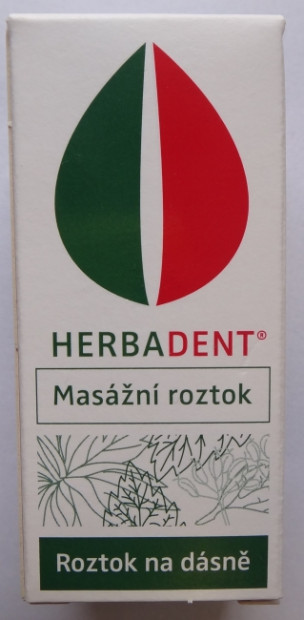 HERBADENT®
Masážní roztok
Roztok na dásně